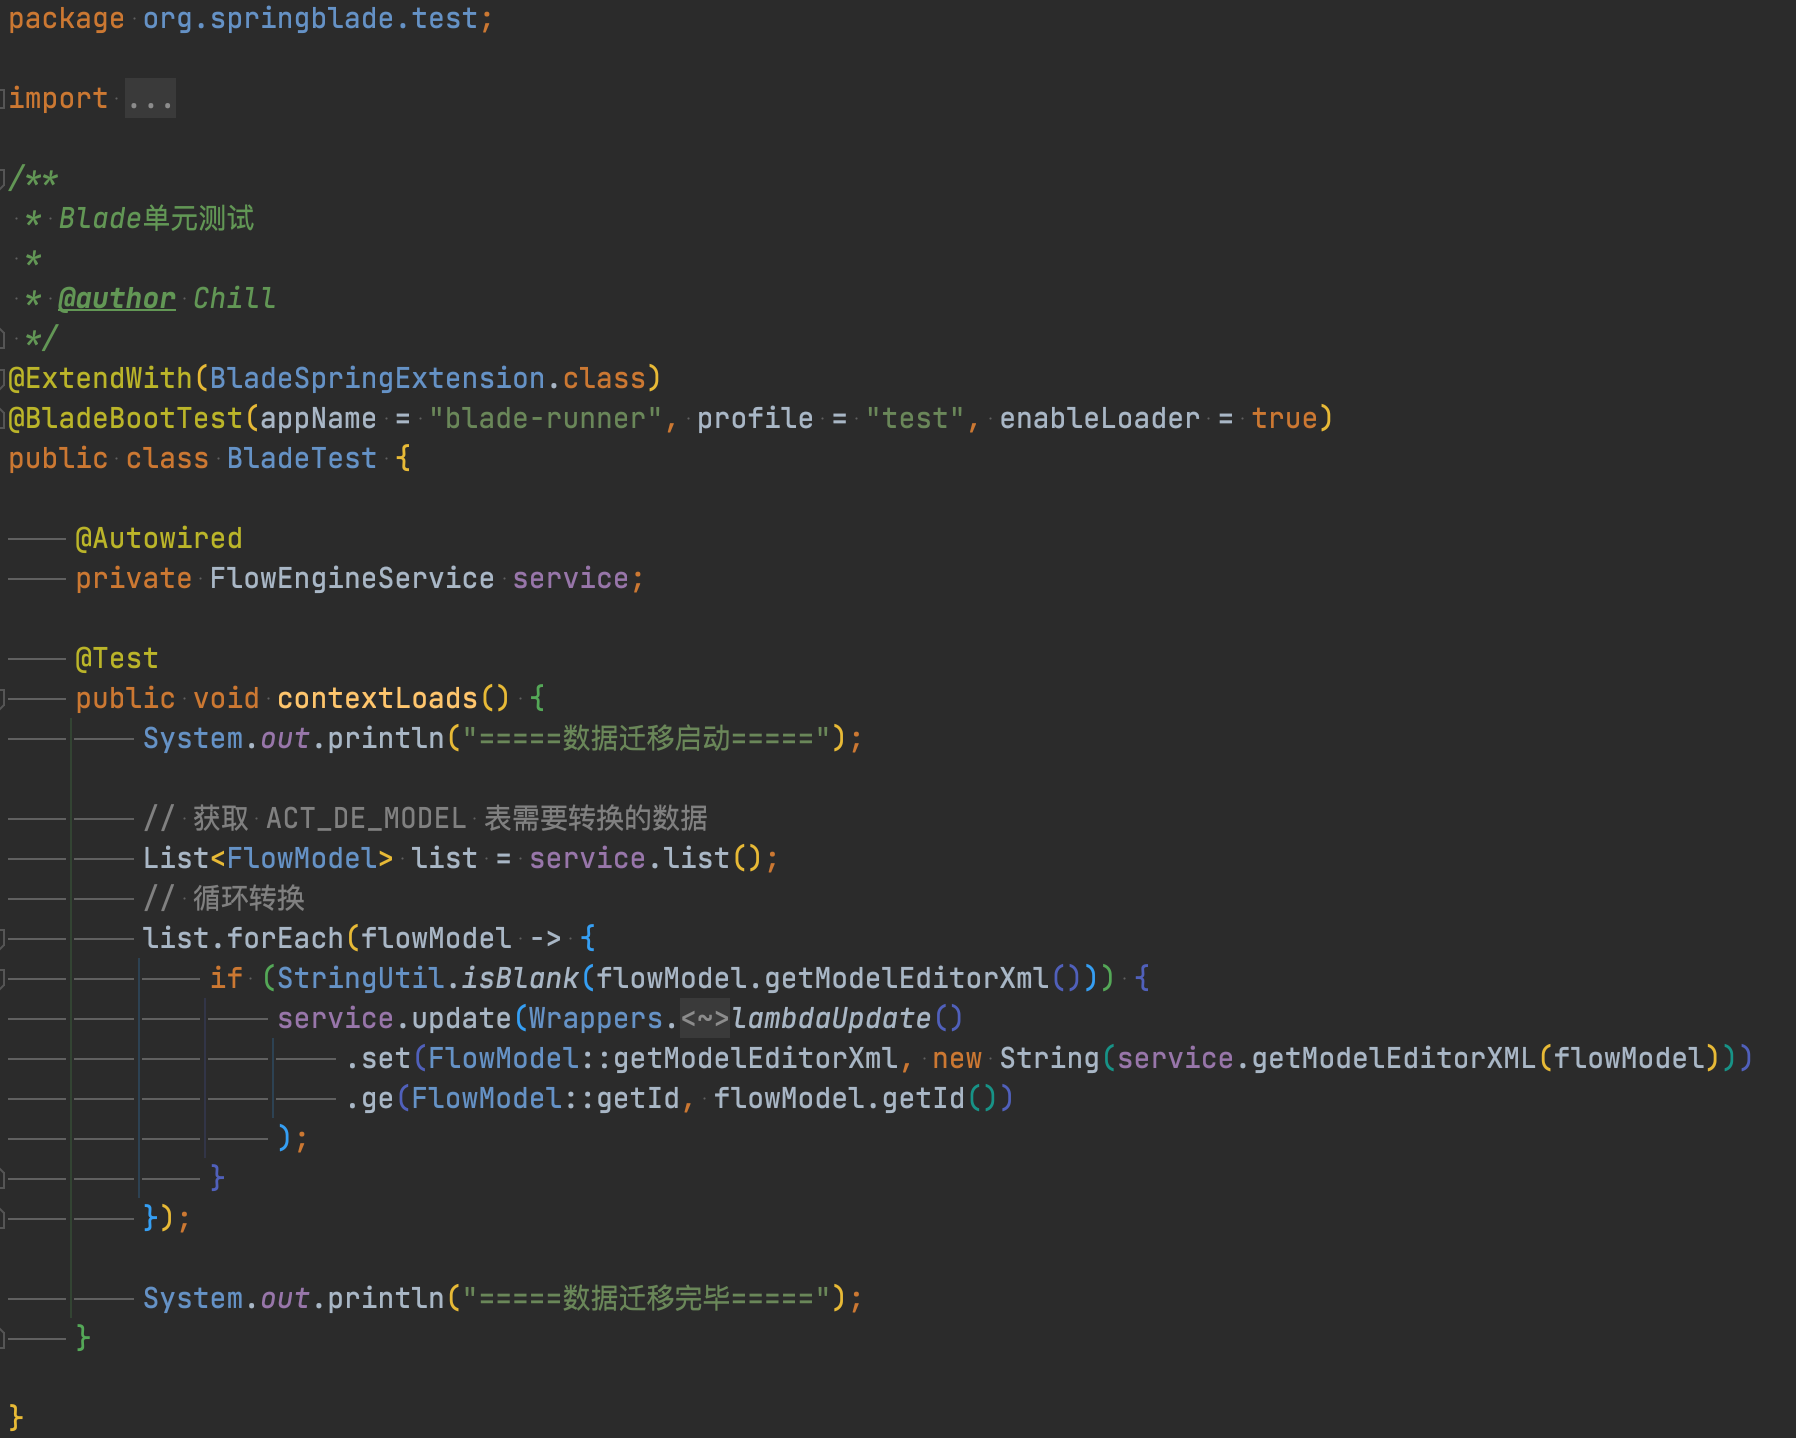 package org.springblade.test;
import ...
/**
* Blade单元测试
*
* @author Chill
*/
@ExtendWith(BladeSpringExtension.class)
@BladeBootTest(appName = "blade-runner", profile = "test", enableLoader = true)
public class BladeTest {
@Autowired
private FlowEngineService service;
@Test
public void contextLoads() {
System.out.println("=====数据迁移启动=====");
// 获取 ACT_DE_MODEL 表需要转换的数据
List<FlowModel> list = service.list();
// 循环转换
list.forEach(flowModel -> {
if (StringUtil.isBlank(flowModel.getModelEditorXml())) {
service.update(Wrappers.<~>lambdaUpdate()
.set(FlowModel::getModelEditorXml, new String(service.getModelEditorXML(flowModel)))
.ge(FlowModel::getId, flowModel.getId())
);
}
});
System.out.println("=====数据迁移完毕=====");
}
}